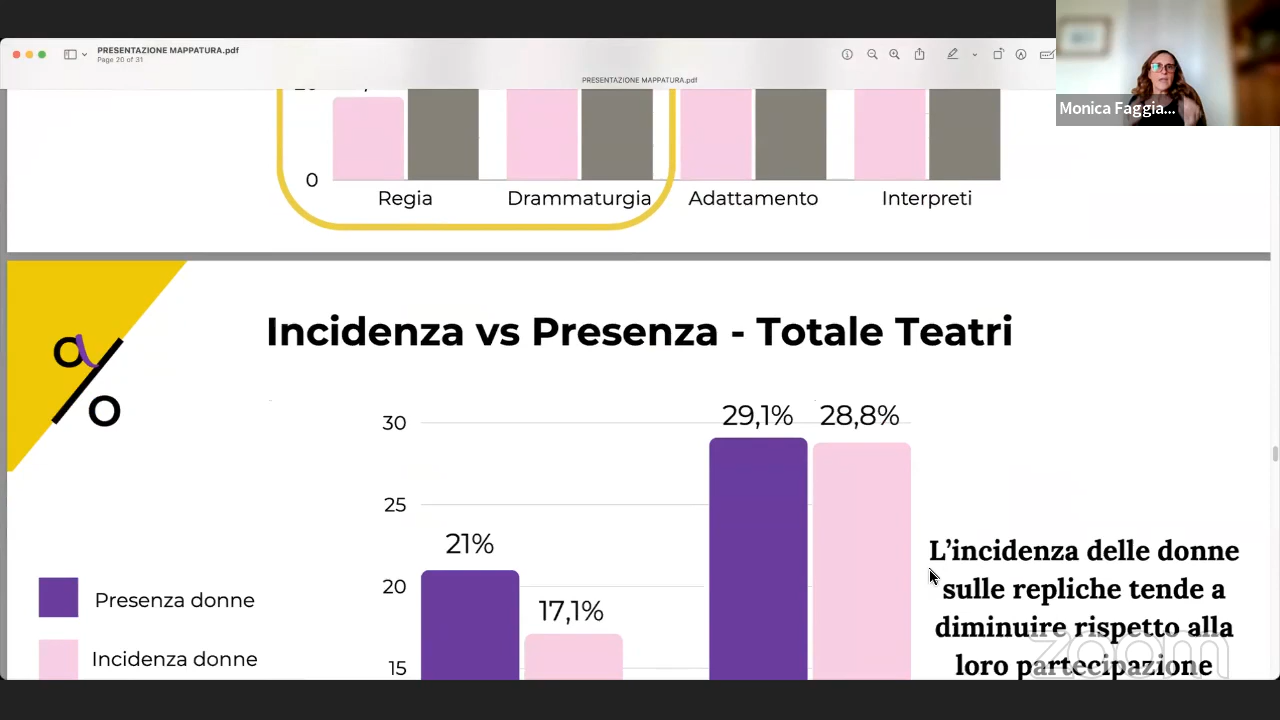 PRESENTAZIONE MAPPATURA.pdf
Page 20 of 31
PRESENTAZIONE MAPPATURA.pdf
Monica Faggia...
0
Regia
Drammaturgia
Adattamento
Interpreti
Incidenza vs Presenza - Totale Teatri
30
25
20
15
21%
17,1%
29,1%
28,8%
Presenza donne
Incidenza donne
L’incidenza delle donne
sulle repliche tende a
diminuire rispetto alla
loro partecipazione
zoom